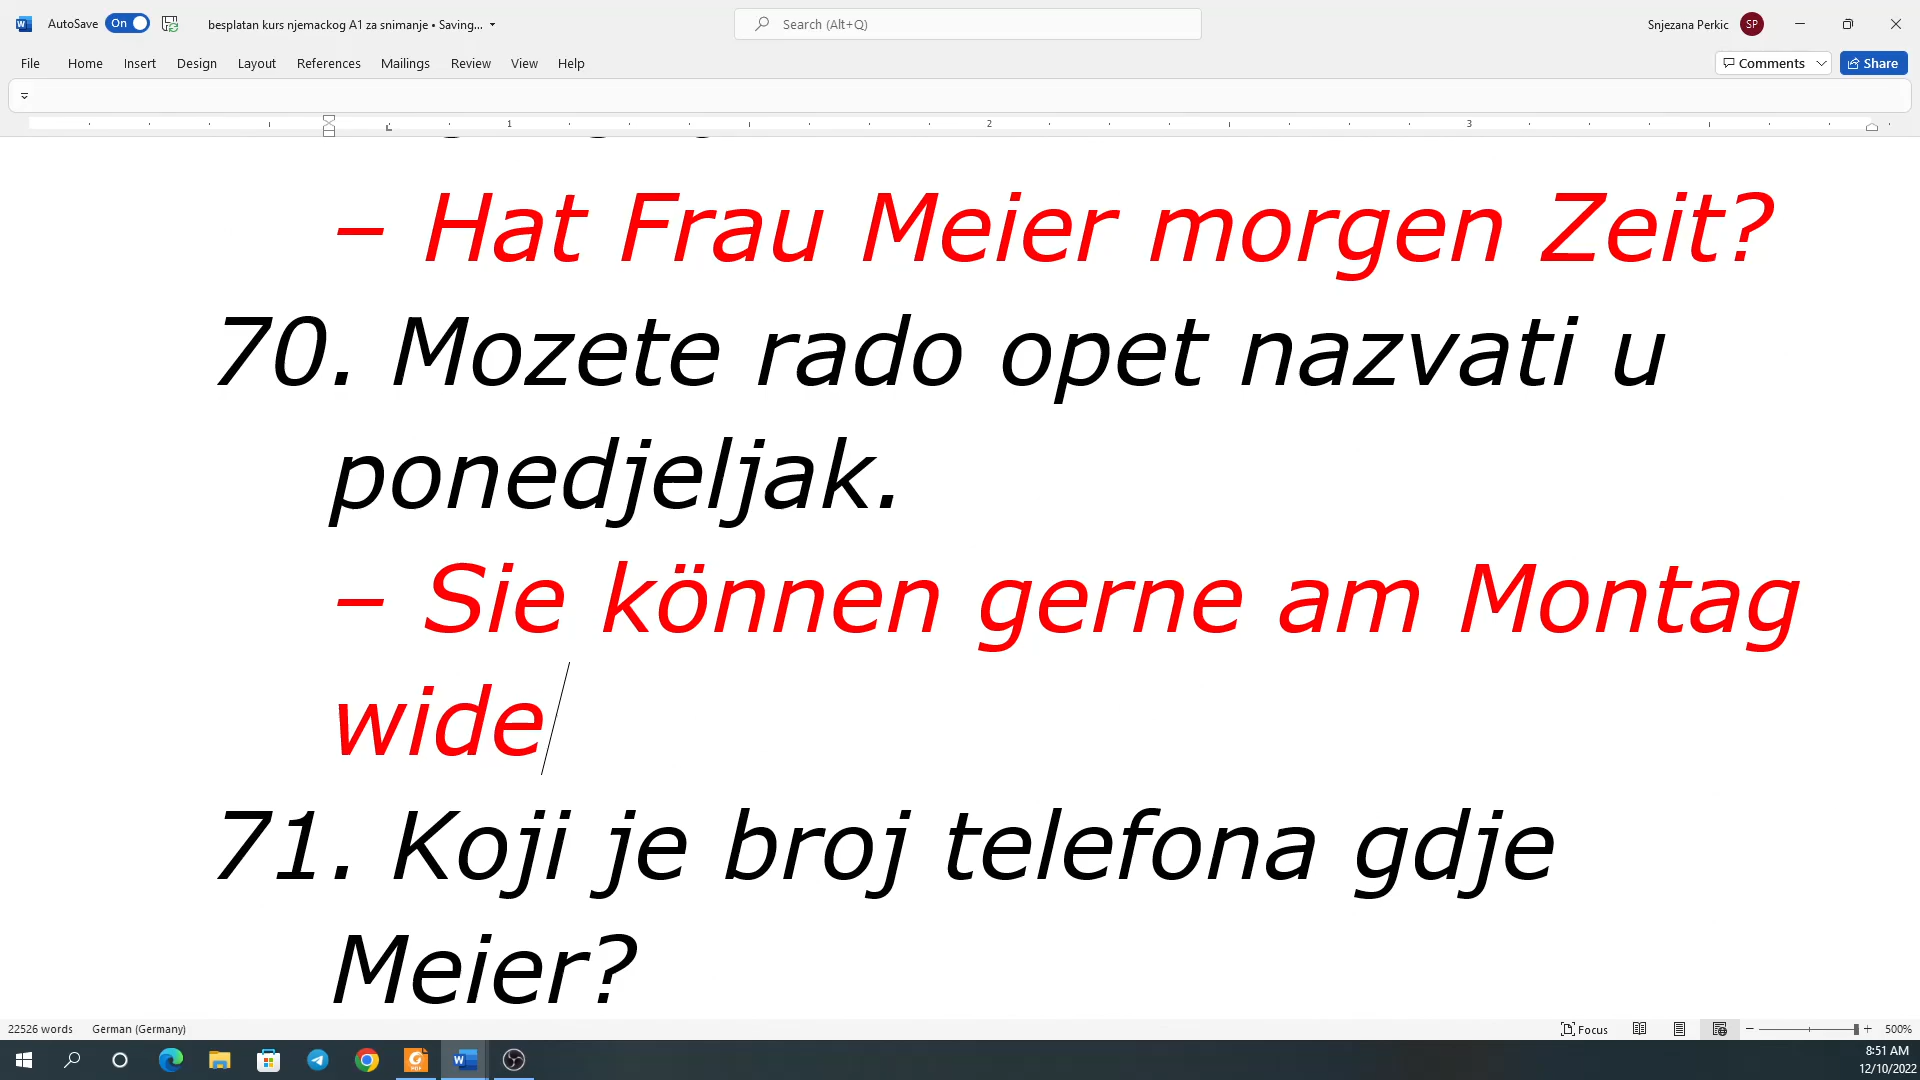 AutoSave On besplatan kurs njemackog A1 za snimanje • Saving... Search (Alt+Q) Snjezana Perkic SP
File Home Insert Design Layout References Mailings Review View Help Comments Share
1 2 3
– Hat Frau Meier morgen Zeit?
70. Mozete rado opet nazvati u
ponedjeljak.
– Sie können gerne am Montag
wide
71. Koji je broj telefona gdje
Meier?
22526 words German (Germany) Focus 500%
8:51 AM
12/10/2022